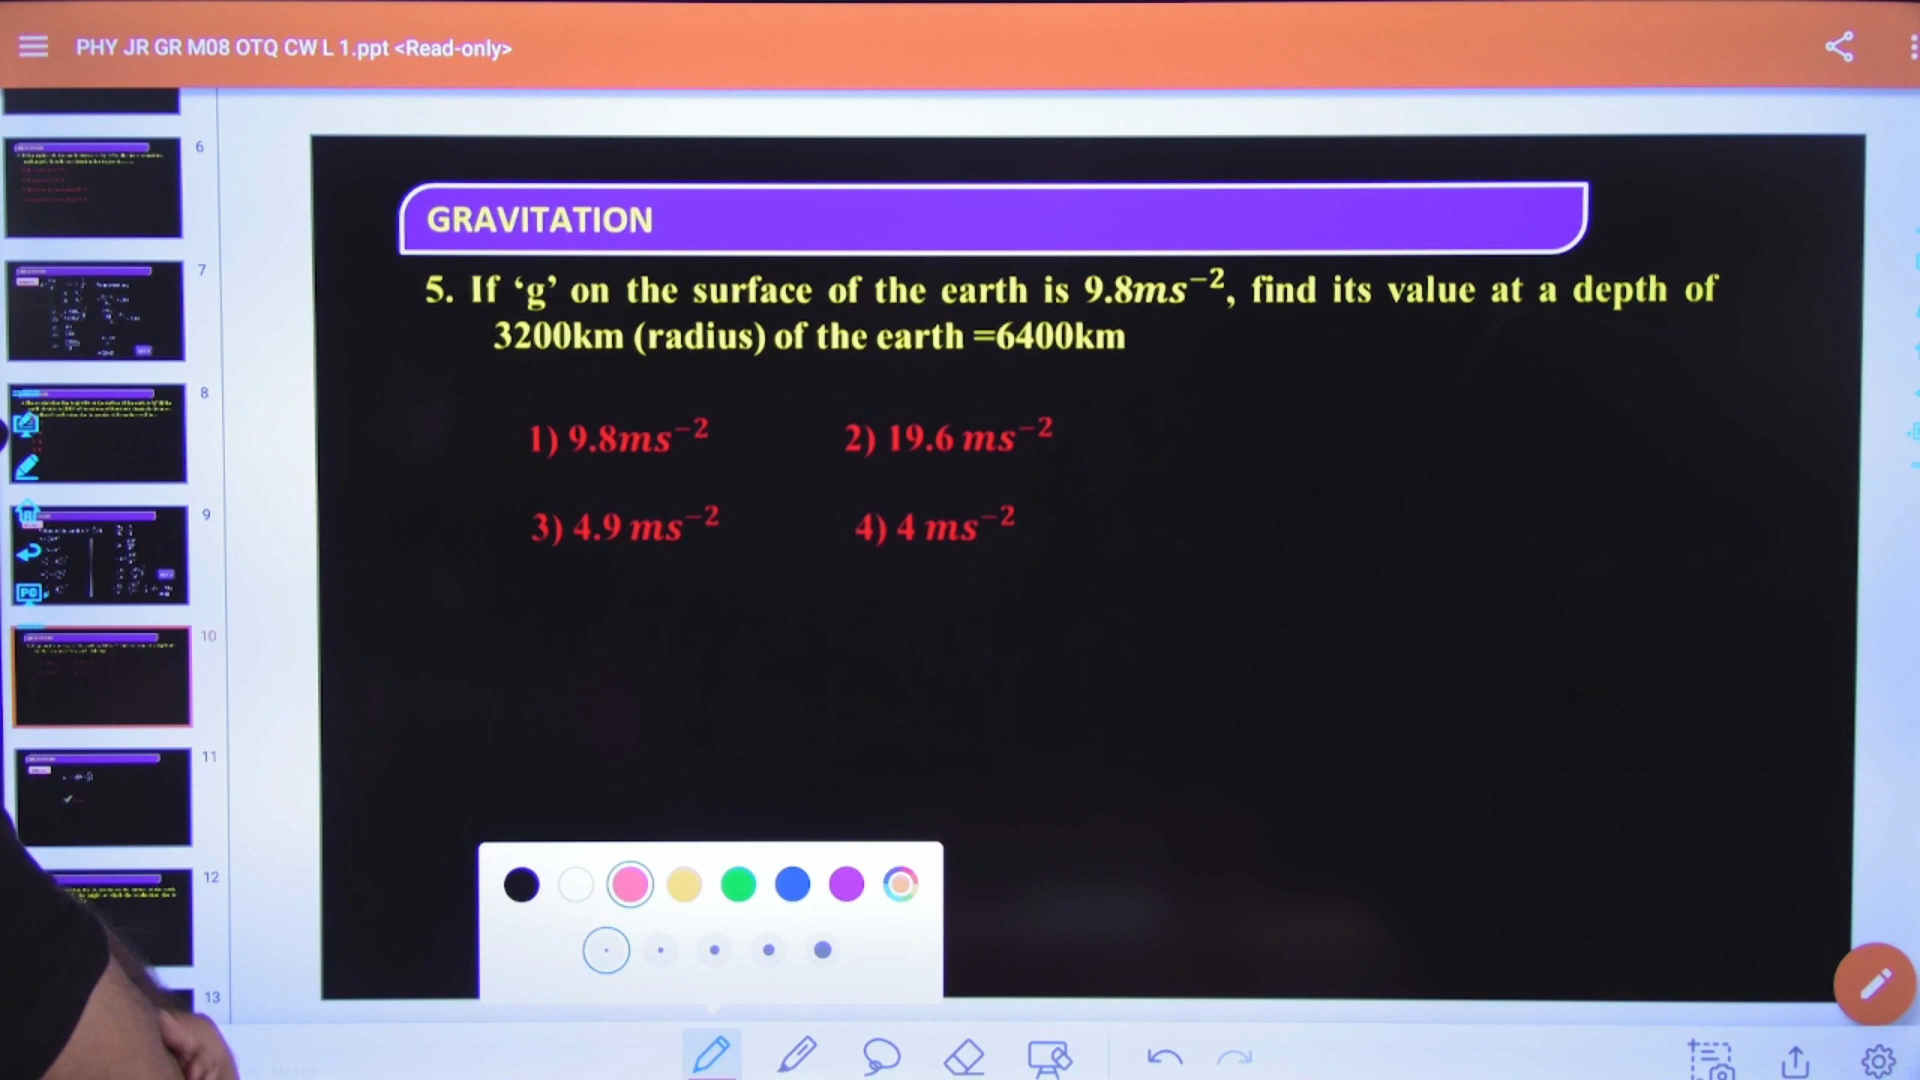 PHY JR GR M08 OTQ CW L 1.ppt <Read-only>
6
7
8
9
10
11
12
13
PC
GRAVITATION
5. If ‘g’ on the surface of the earth is 9.8ms⁻², find its value at a depth of
3200km (radius) of the earth =6400km
1) 9.8ms⁻² 2) 19.6 ms⁻²
3) 4.9 ms⁻² 4) 4 ms⁻²